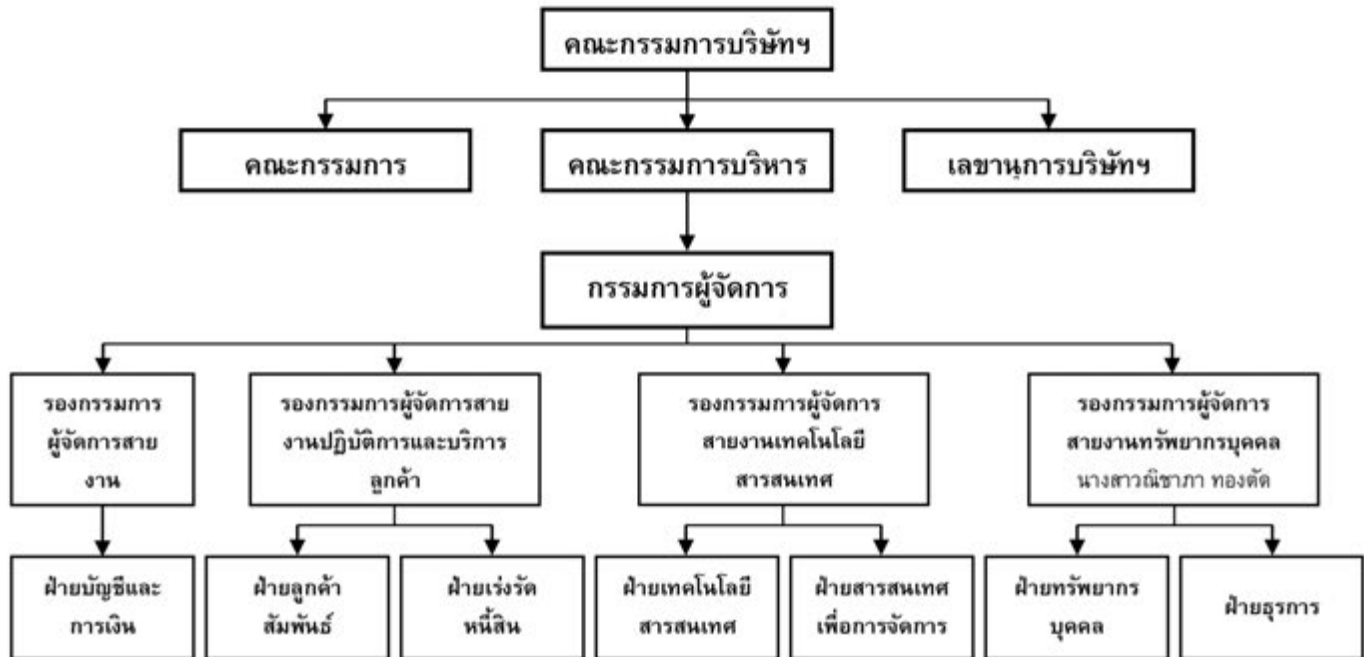 คณะกรรมการบริษัทฯ
คณะกรรมการ
คณะกรรมการบริหาร
เลขานุการบริษัทฯ
กรรมการผู้จัดการ
รองกรรมการ
ผู้จัดการสาย
งาน
รองกรรมการผู้จัดการสาย
งานปฏิบัติการและบริการ
ลูกค้า
รองกรรมการผู้จัดการ
สายงานเทคโนโลยี
สารสนเทศ
รองกรรมการผู้จัดการ
สายงานทรัพยากรบุคคล
นางสาวณิชาภา ทองตัด
ฝ่ายบัญชีและ
การเงิน
ฝ่ายลูกค้า
สัมพันธ์
ฝ่ายเร่งรัด
หนี้สิน
ฝ่ายเทคโนโลยี
สารสนเทศ
ฝ่ายสารสนเทศ
เพื่อการจัดการ
ฝ่ายทรัพยากร
บุคคล
ฝ่ายธุรการ